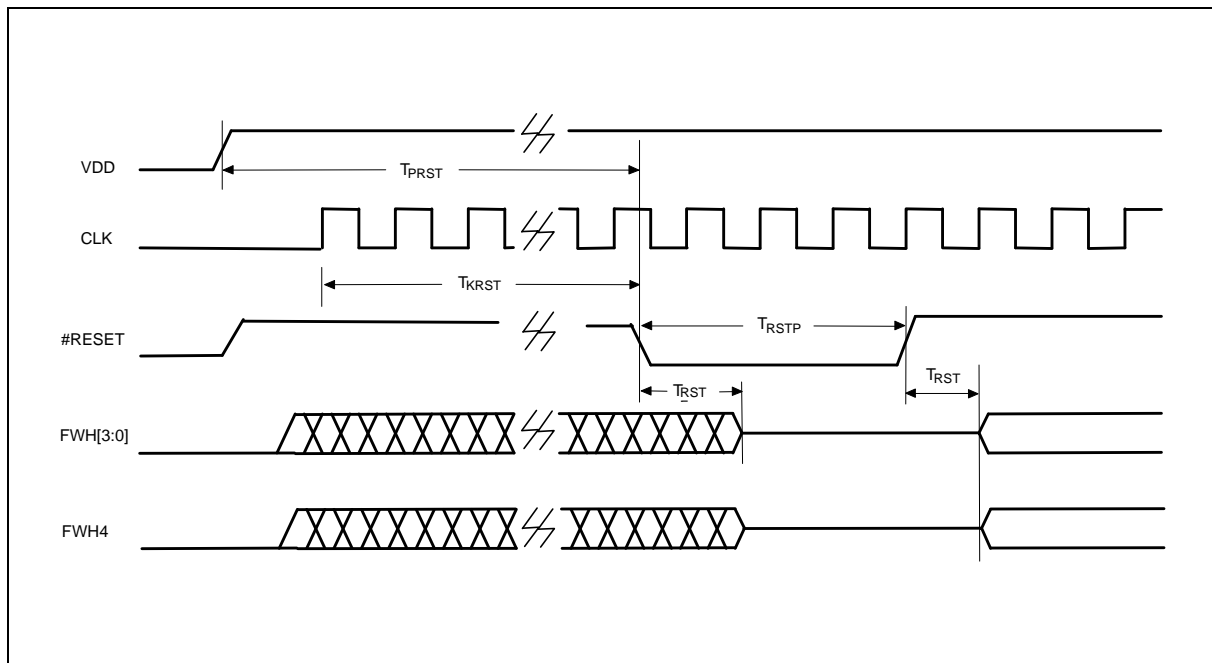 VDD
TPRST
CLK
TKRST
#RESET
TRSTP
TRST
TRST
FWH[3:0]
FWH4